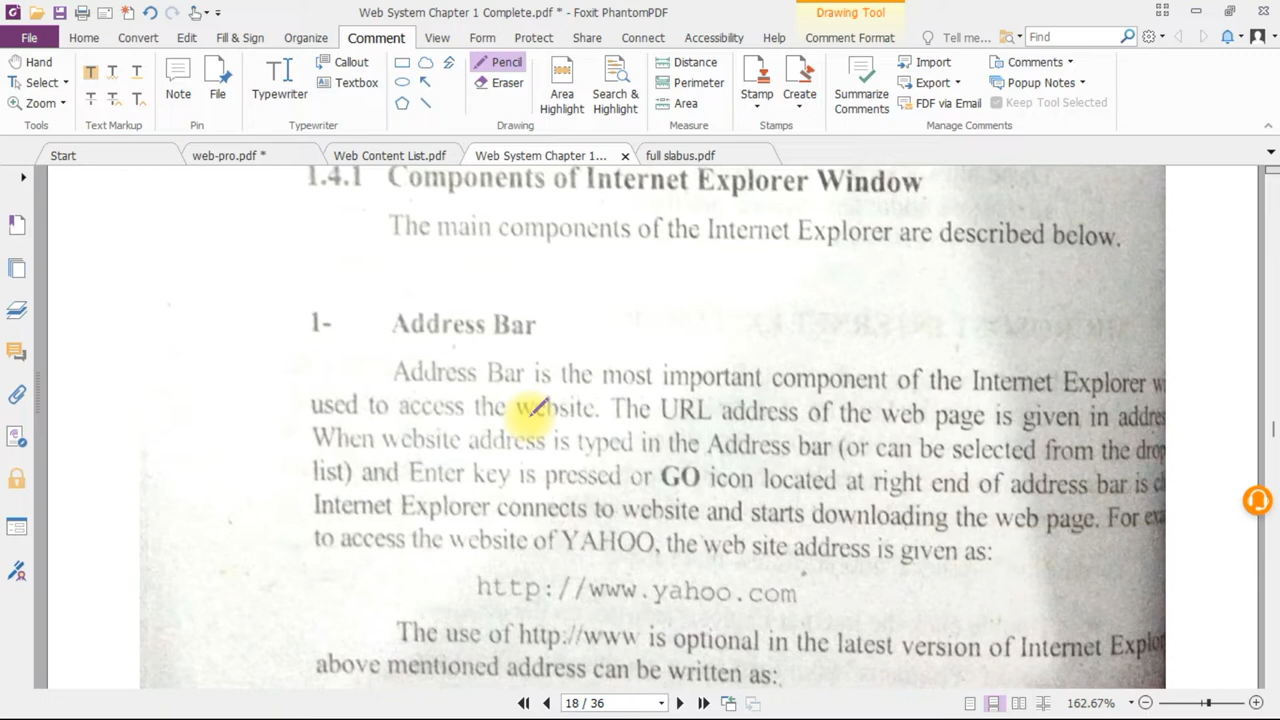 Web System Chapter 1 Complete.pdf * - Foxit PhantomPDF
Drawing Tool
File Home Convert Edit Fill & Sign Organize Comment View Form Protect Share Connect Accessibility Help Comment Format Tell me... Find
Hand
Select
Zoom
Tools
T T T
T T T
Text Markup
Note
File
Pin
Typewriter
Callout
Textbox
Typewriter
Pencil
Eraser
Area
Highlight
Search &
Highlight
Drawing
Distance
Perimeter
Area
Measure
Stamp
Create
Stamps
Summarize
Comments
Import
Export
FDF via Email
Comments
Popup Notes
Keep Tool Selected
Manage Comments
Start
web-pro.pdf *
Web Content List.pdf
Web System Chapter 1...
full slabus.pdf
1.4.1 Components of Internet Explorer Window
The main components of the Internet Explorer are described below.
1- Address Bar
Address Bar is the most important component of the Internet Explorer w
used to access the website. The URL address of the web page is given in addre
When website address is typed in the Address bar (or can be selected from the drop
list) and Enter key is pressed or GO icon located at right end of address bar is c
Internet Explorer connects to website and starts downloading the web page. For exa
to access the website of YAHOO, the web site address is given as:
http://www.yahoo.com
The use of http://www is optional in the latest version of Internet Explo
above mentioned address can be written as:
18 / 36
162.67%